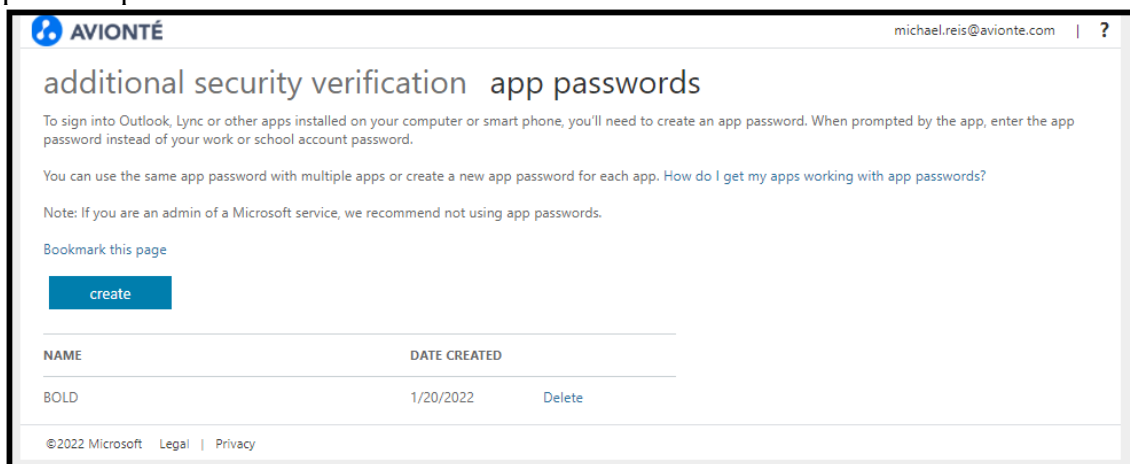 AVIONTÉ
michael.reis@avionte.com | ?
additional security verification app passwords
To sign into Outlook, Lync or other apps installed on your computer or smart phone, you'll need to create an app password. When prompted by the app, enter the app
password instead of your work or school account password.
You can use the same app password with multiple apps or create a new app password for each app. How do I get my apps working with app passwords?
Note: If you are an admin of a Microsoft service, we recommend not using app passwords.
Bookmark this page
create
NAME DATE CREATED
BOLD 1/20/2022 Delete
©2022 Microsoft Legal | Privacy